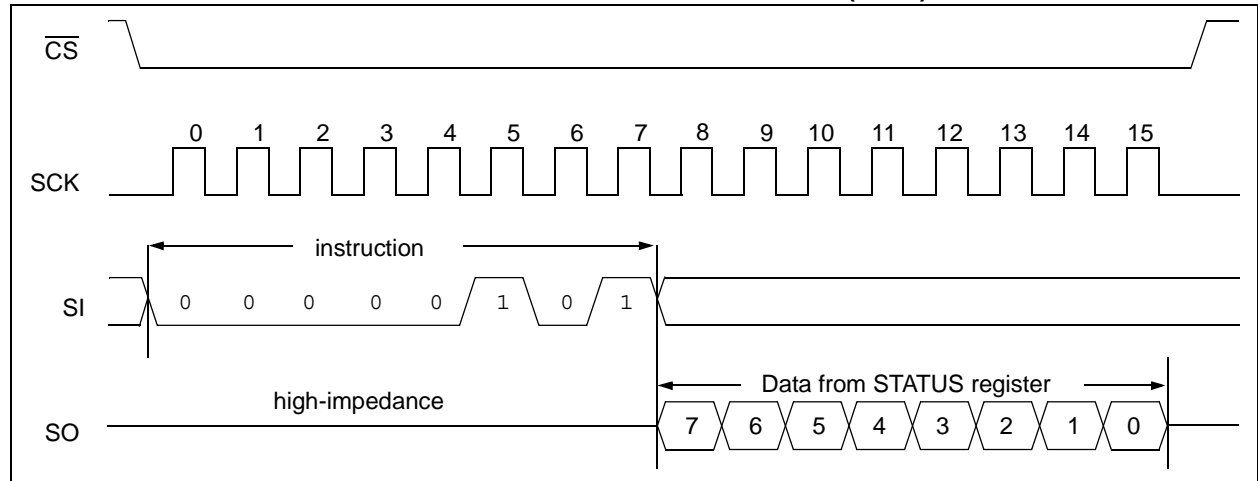 CS
0 1 2 3 4 5 6 7 8 9 10 11 12 13 14 15
SCK
instruction
SI 0 0 0 0 0 1 0 1
Data from STATUS register
high-impedance
SO 7 6 5 4 3 2 1 0